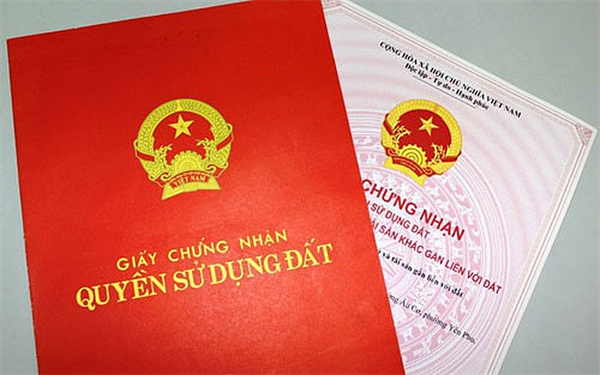 VIỆT NAM
GIẤY CHỨNG NHẬN
QUYỀN SỬ DỤNG ĐẤT
CỘNG HÒA XÃ HỘI CHỦ NGHĨA VIỆT NAM
Độc lập - Tự do - Hạnh phúc
CHỨNG NHẬN
SỬ DỤNG ĐẤT
SẢN KHÁC GẮN LIỀN VỚI ĐẤT
và tài sản gắn liền với đất
Âu Cơ, phường Yên Phụ,